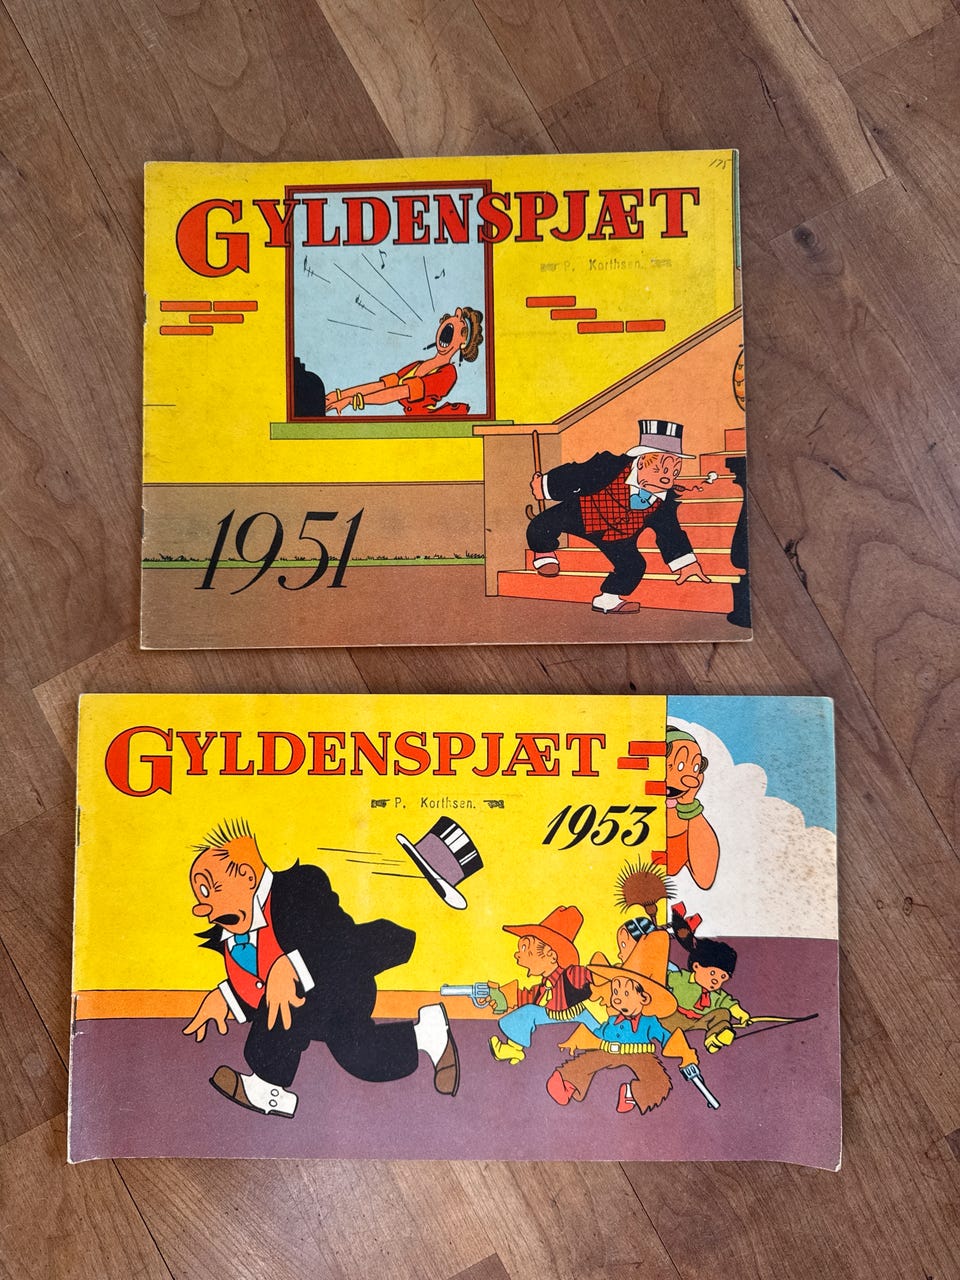 175
GYLDENSPJÆT
P. Korthsen.
1951
GYLDENSPJÆT
P. Korthsen.
1953